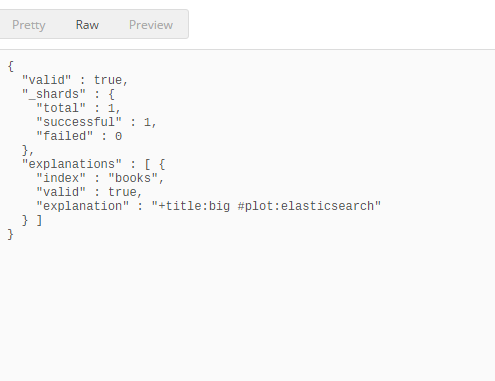 Pretty Raw Preview
{
"valid" : true,
"_shards" : {
"total" : 1,
"successful" : 1,
"failed" : 0
},
"explanations" : [ {
"index" : "books",
"valid" : true,
"explanation" : "+title:big #plot:elasticsearch"
} ]
}